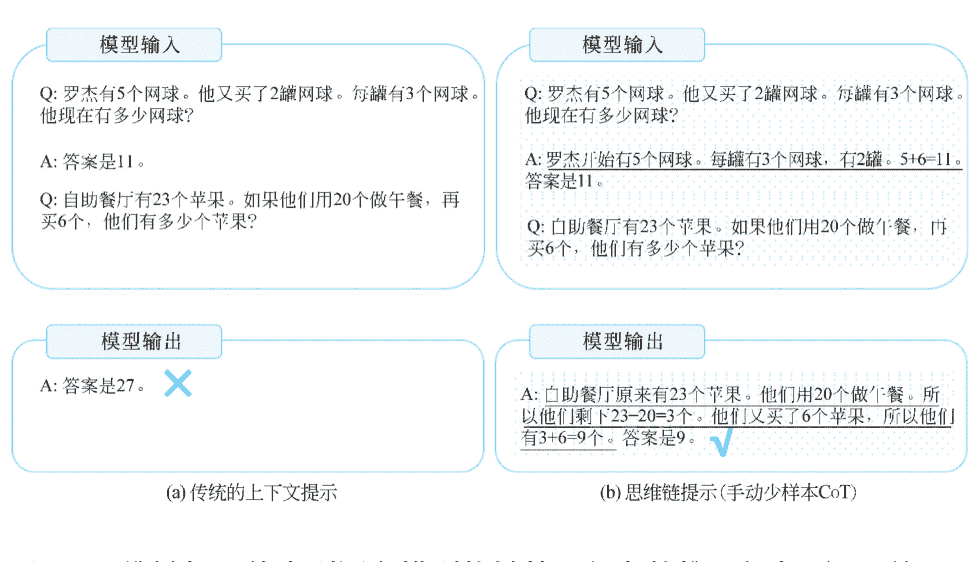 模型输入
Q: 罗杰有5个网球。他又买了2罐网球。每罐有3个网球。
他现在有多少网球？
A: 答案是11。
Q: 自助餐厅有23个苹果。如果他们用20个做午餐，再
买6个，他们有多少个苹果？
模型输出
A: 答案是27。
(a) 传统的上下文提示
模型输入
Q: 罗杰有5个网球。他又买了2罐网球。每罐有3个网球。
他现在有多少网球？
A: 罗杰开始有5个网球。每罐有3个网球，有2罐。5+6=11。
答案是11。
Q: 自助餐厅有23个苹果。如果他们用20个做午餐，再
买6个，他们有多少个苹果？
模型输出
A: 自助餐厅原来有23个苹果。他们用20个做午餐。所
以他们剩下23−20=3个。他们又买了6个苹果，所以他们
有3+6=9个。答案是9。
(b) 思维链提示（手动少样本CoT）